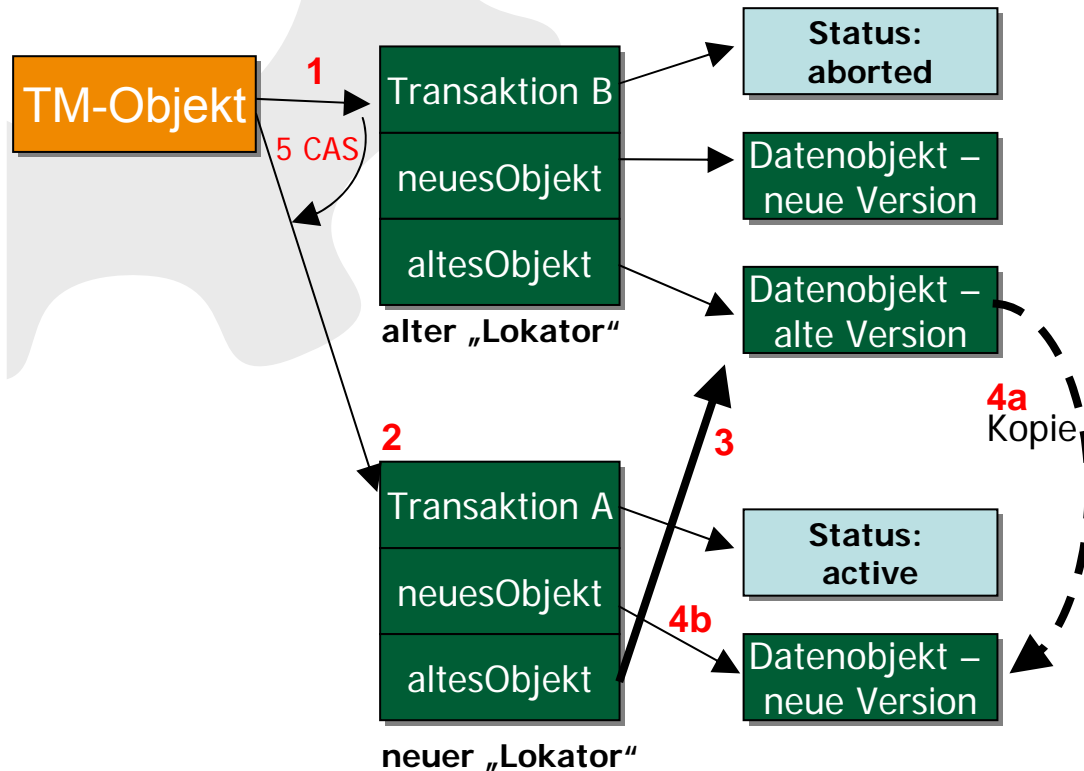 TM-Objekt
1
5 CAS
Transaktion B
neuesObjekt
altesObjekt
alter „Lokator“
Status:
aborted
Datenobjekt –
neue Version
Datenobjekt –
alte Version
4a
Kopie
2
3
Transaktion A
neuesObjekt
altesObjekt
neuer „Lokator“
4b
Status:
active
Datenobjekt –
neue Version